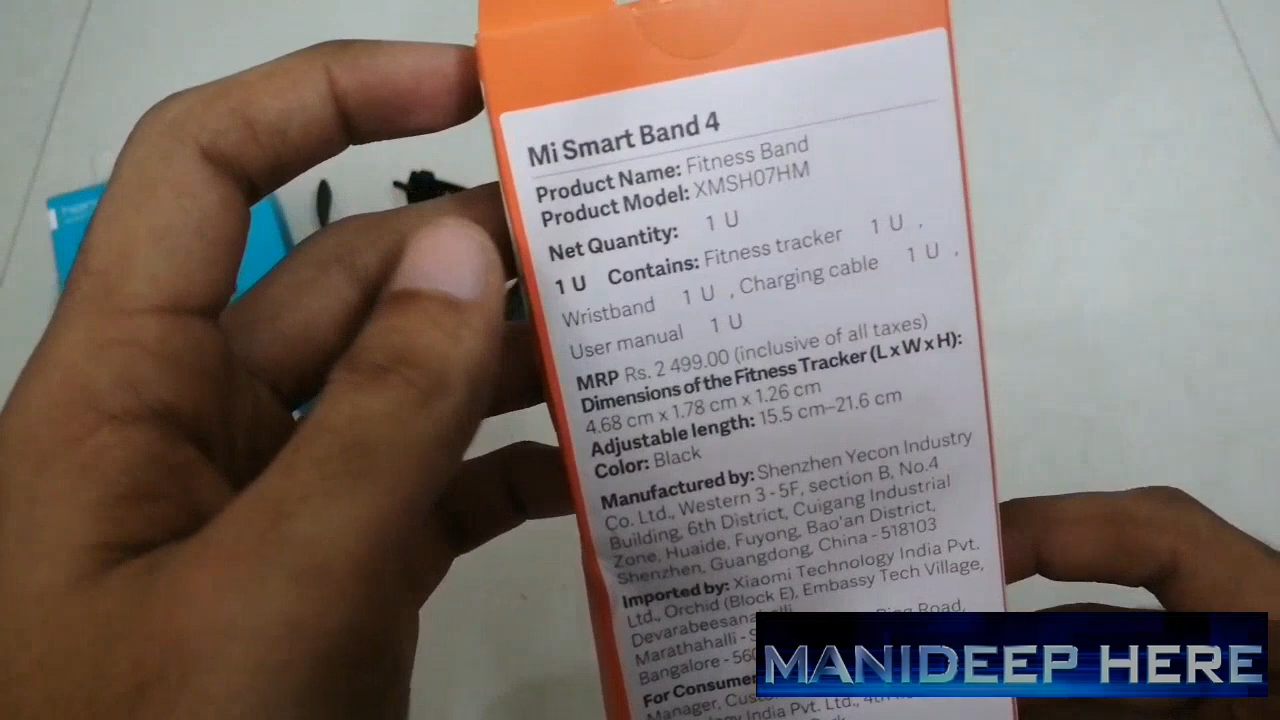 Mi Smart Band 4
Product Name: Fitness Band
Product Model: XMSH07HM
Net Quantity: 1 U
1 U Contains: Fitness tracker 1 U ,
Wristband 1 U , Charging cable 1 U ,
User manual 1 U
MRP Rs. 2 499.00 (inclusive of all taxes)
Dimensions of the Fitness Tracker (L x W x H):
4.68 cm x 1.78 cm x 1.26 cm
Adjustable length: 15.5 cm–21.6 cm
Color: Black
Manufactured by: Shenzhen Yecon Industry
Co. Ltd., Western 3 - 5F, section B, No.4
Building, 6th District, Cuigang Industrial
Zone, Huaide, Fuyong, Bao'an District,
Shenzhen, Guangdong, China - 518103
Imported by: Xiaomi Technology India Pvt.
Ltd., Orchid (Block E), Embassy Tech Village,
Devarabeesanahalli Road,
Marathahalli -
Bangalore -
For Consumer
Manager,
India Pvt. Ltd.,
MANIDEEP HERE